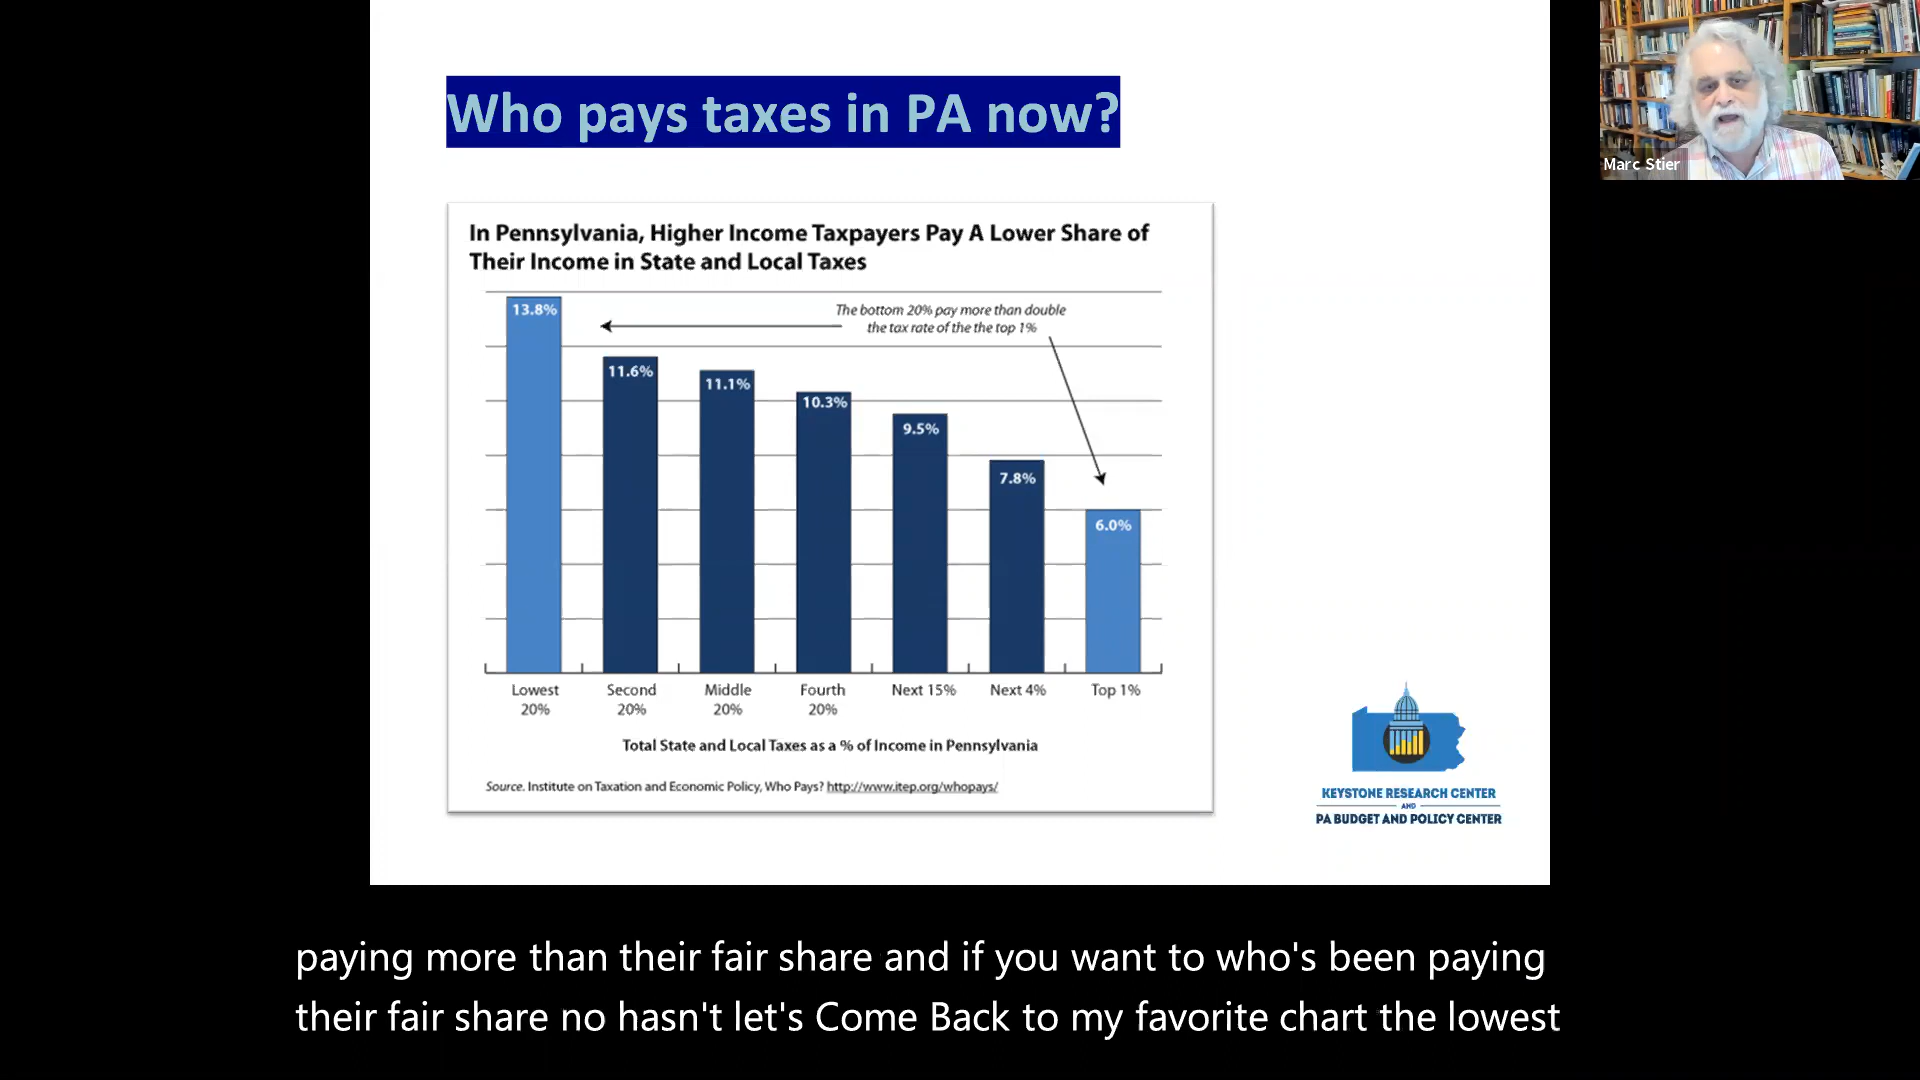 Who pays taxes in PA now?
Marc Stier
In Pennsylvania, Higher Income Taxpayers Pay A Lower Share of
Their Income in State and Local Taxes
The bottom 20% pay more than double
the tax rate of the the top 1%
13.8%
11.6%
11.1%
10.3%
9.5%
7.8%
6.0%
Lowest
20%
Second
20%
Middle
20%
Fourth
20%
Next 15%
Next 4%
Top 1%
Total State and Local Taxes as a % of Income in Pennsylvania
Source. Institute on Taxation and Economic Policy, Who Pays? http://www.itep.org/whopays/
KEYSTONE RESEARCH CENTER
AND
PA BUDGET AND POLICY CENTER
paying more than their fair share and if you want to who's been paying
their fair share no hasn't let's Come Back to my favorite chart the lowest